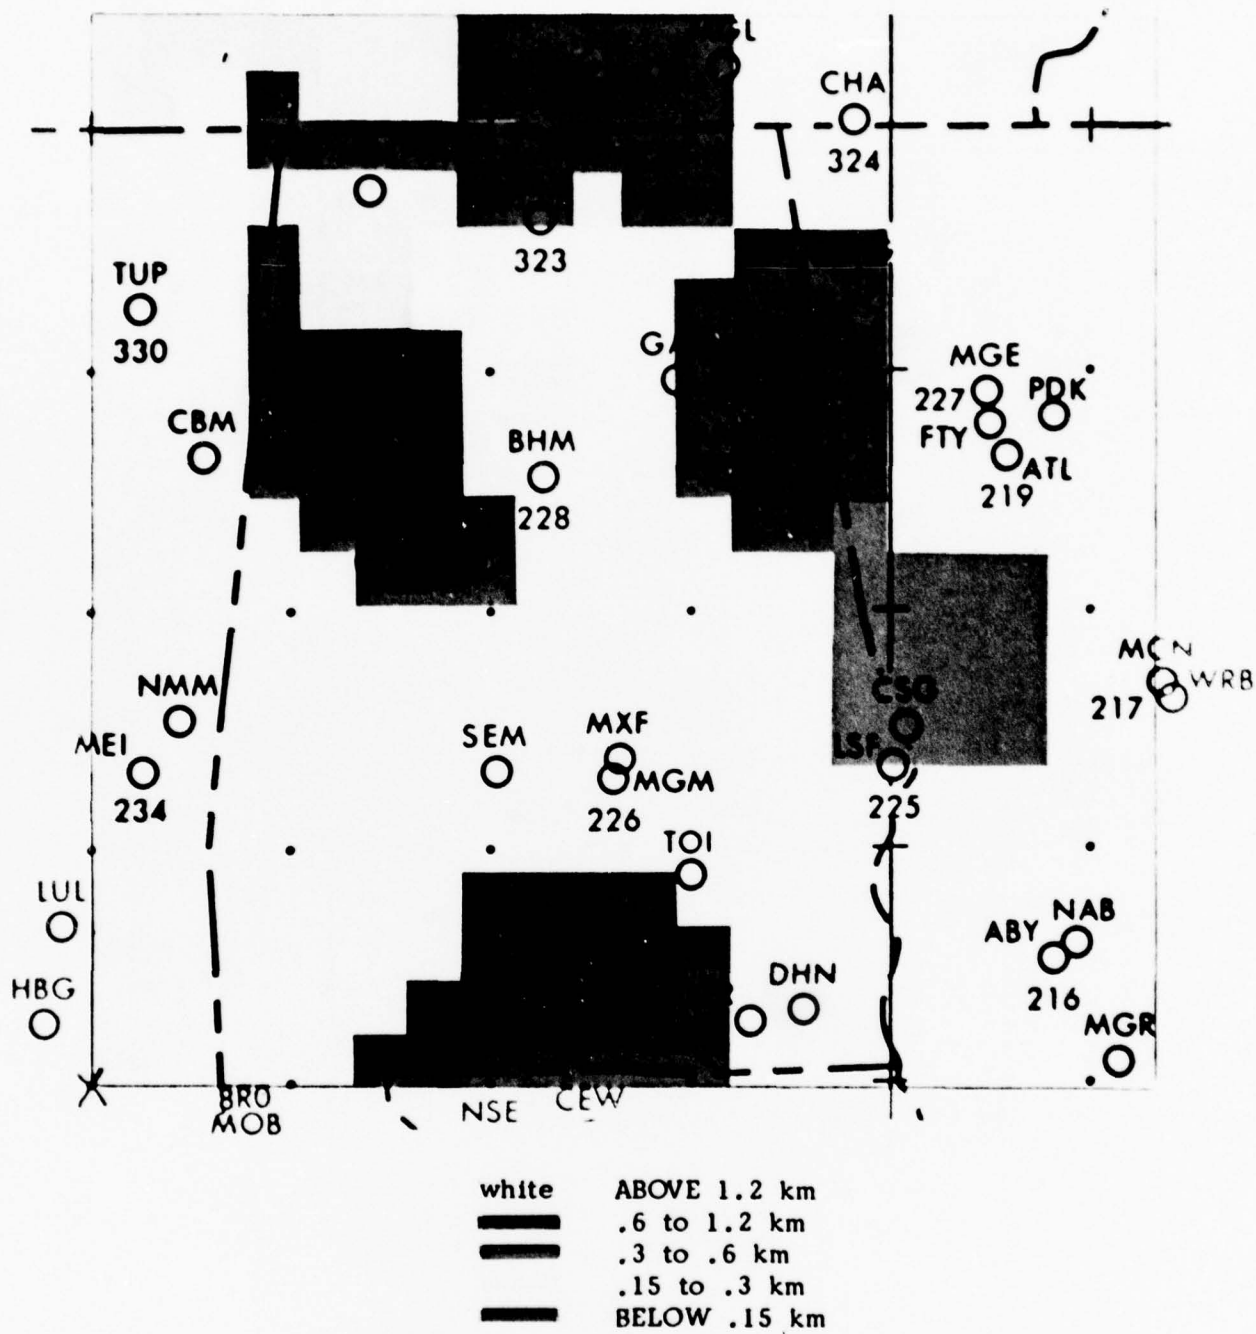 CHA
324
323
TUP
330
MGE
227
PDK
FTY
ATL
219
CBM
BHM
228
MCN
WRB
217
NMM
CSG
MEI
234
SEM
MXF
MGM
226
LSF
225
TOI
LUL
NAB
ABY
216
HBG
DHN
MGR
BRO
MOB
NSE
CEW
white ABOVE 1.2 km
.6 to 1.2 km
.3 to .6 km
.15 to .3 km
BELOW .15 km